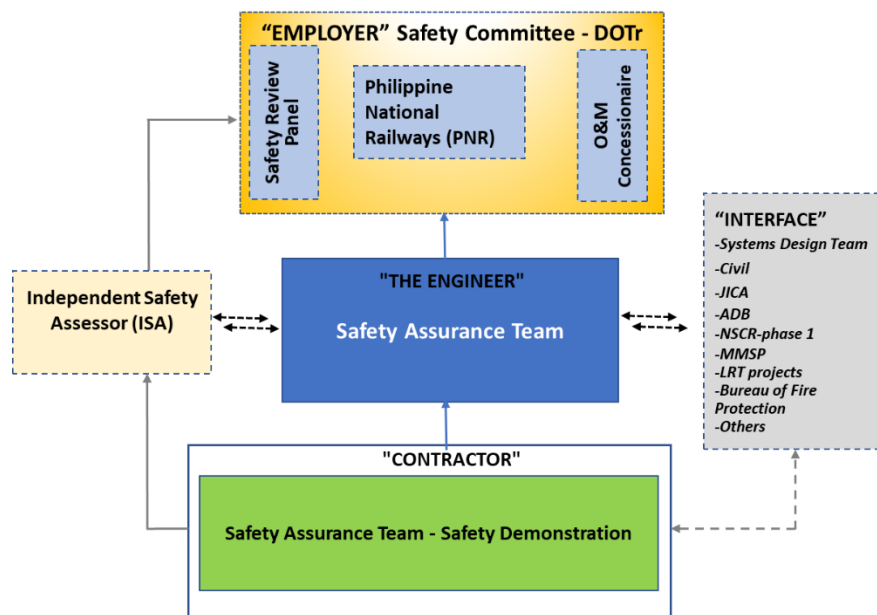 “EMPLOYER” Safety Committee - DOTr
Safety Review
Panel
Philippine
National
Railways (PNR)
O&M
Concessionaire
“INTERFACE”
-Systems Design Team
-Civil
-JICA
-ADB
-NSCR-phase 1
-MMSP
-LRT projects
-Bureau of Fire
Protection
-Others
Independent Safety
Assessor (ISA)
"THE ENGINEER"
Safety Assurance Team
"CONTRACTOR"
Safety Assurance Team - Safety Demonstration